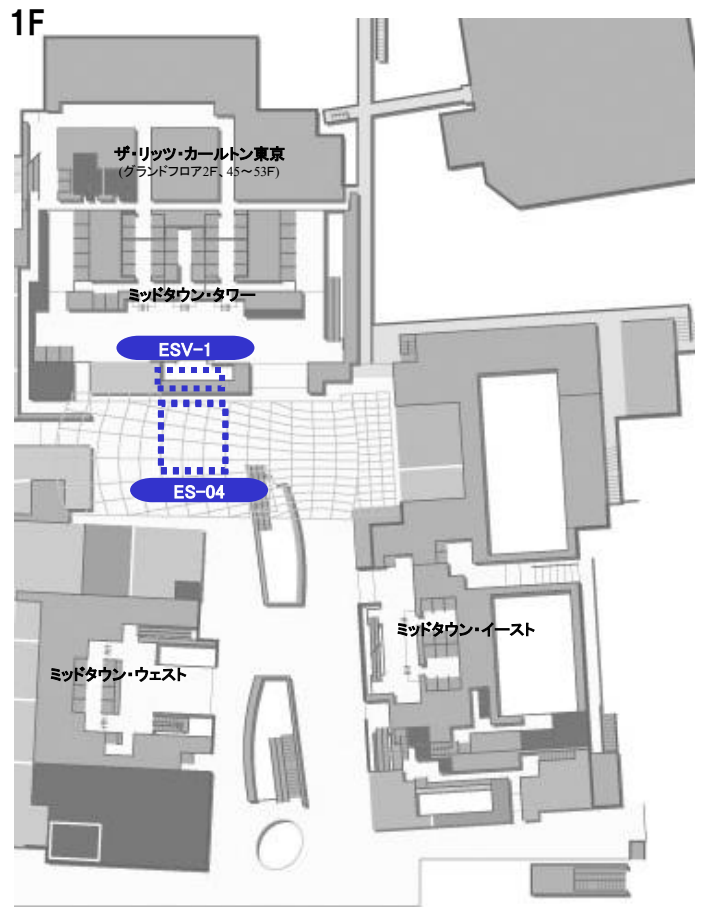 1F
ザ・リッツ・カールトン東京
(グランドフロア2F、45～53F)
ミッドタウン・タワー
ESV-1
ES-04
ミッドタウン・イースト
ミッドタウン・ウェスト